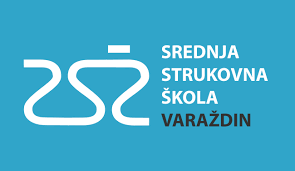 SREDNJA
STRUKOVNA
ŠKOLA
VARAŽDIN